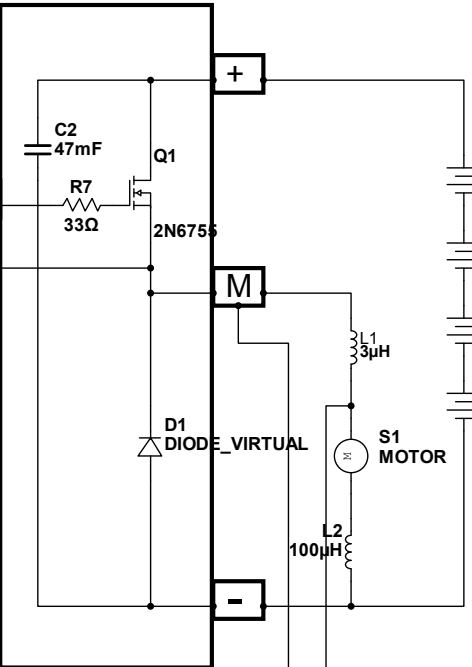 +
C2
47mF
Q1
R7
33Ω
2N6755
M
L1
3µH
D1
DIODE_VIRTUAL
S1
MOTOR
M
L2
100µH
-